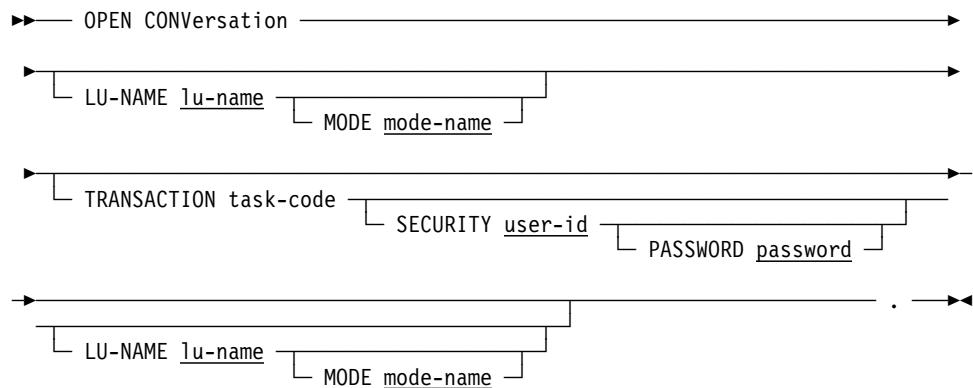 OPEN CONVersation
LU-NAME lu-name
MODE mode-name
TRANSACTION task-code
SECURITY user-id
PASSWORD password
.
LU-NAME lu-name
MODE mode-name